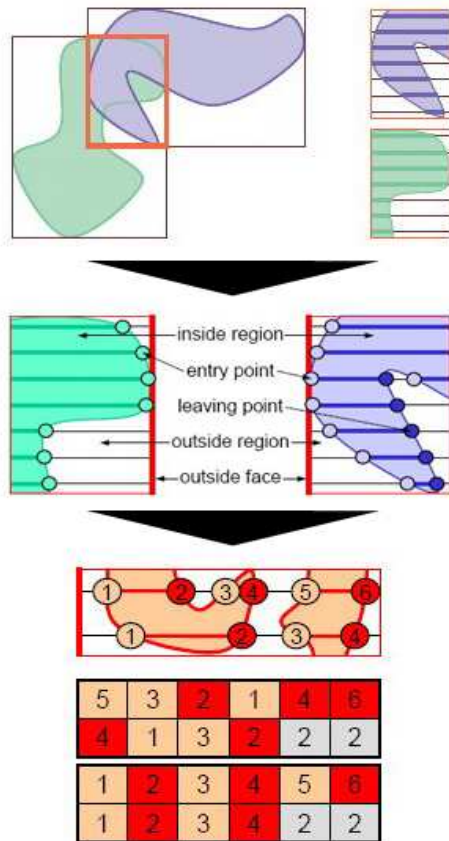 inside region
entry point
leaving point
outside region
outside face
1 2 3 4 5 6
1 2 3 4
5 3 2 1 4 6
4 1 3 2 2 2
1 2 3 4 5 6
1 2 3 4 2 2